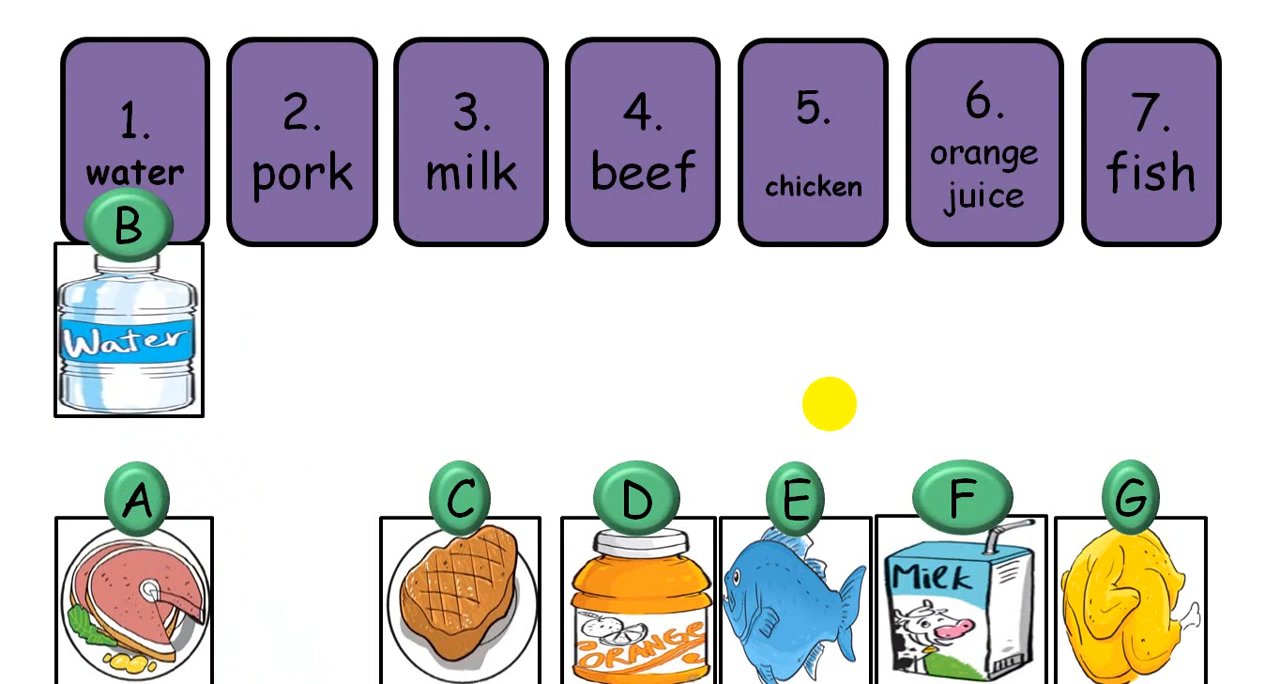 1.
water
2.
pork
3.
milk
4.
beef
5.
chicken
6.
orange
juice
7.
fish
B
Water
A
C
D
E
F
G
ORANGE
Milk